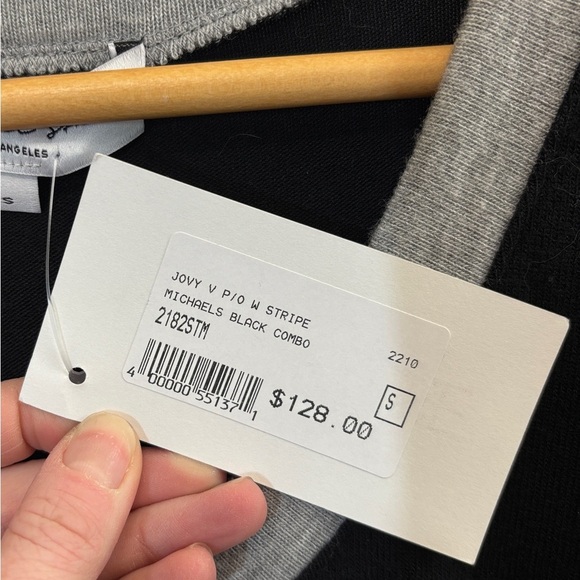 ANGELES
S
JOVY V P/O W STRIPE
MICHAELS BLACK COMBO
2182STM
2210
4 00000 55137 1
$128.00
S